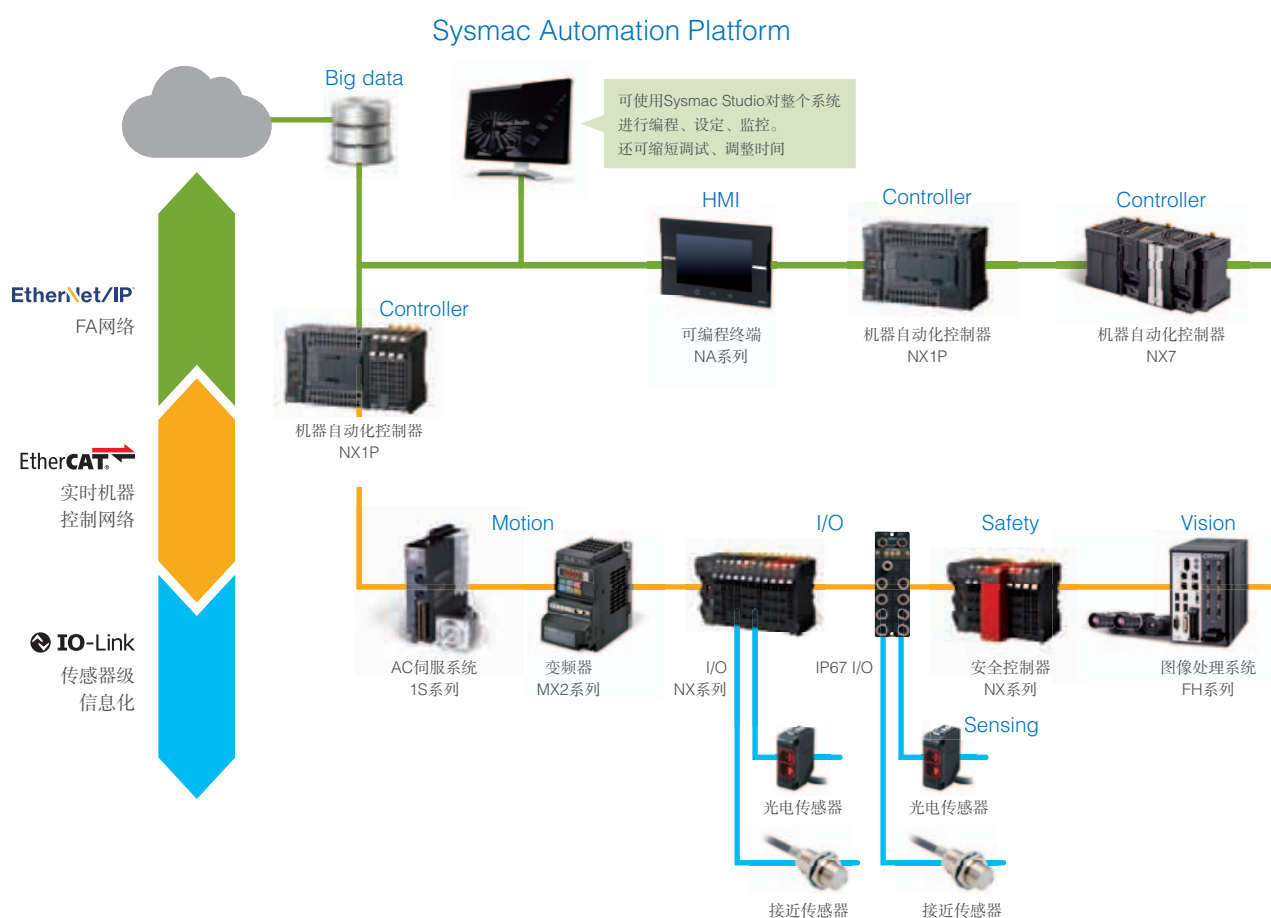 Sysmac Automation Platform
Big data
可使用Sysmac Studio对整个系统
进行编程、设定、监控。
还可缩短调试、调整时间
HMI
Controller
Controller
EtherNet/IP
FA网络
Controller
可编程终端
NA系列
机器自动化控制器
NX1P
机器自动化控制器
NX7
机器自动化控制器
NX1P
EtherCAT®
实时机器
控制网络
Motion
I/O
Safety
Vision
IO-Link
传感器级
信息化
AC伺服系统
1S系列
变频器
MX2系列
I/O
NX系列
IP67 I/O
安全控制器
NX系列
图像处理系统
FH系列
Sensing
光电传感器
光电传感器
接近传感器
接近传感器